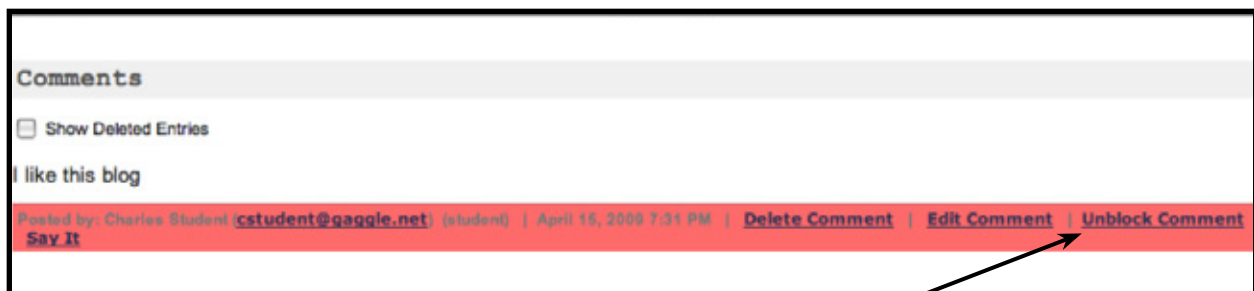 Comments
Show Deleted Entries
I like this blog
Posted by: Charles Student (cstudent@gaggle.net) (student) | April 15, 2009 7:31 PM | Delete Comment | Edit Comment | Unblock Comment
Say It